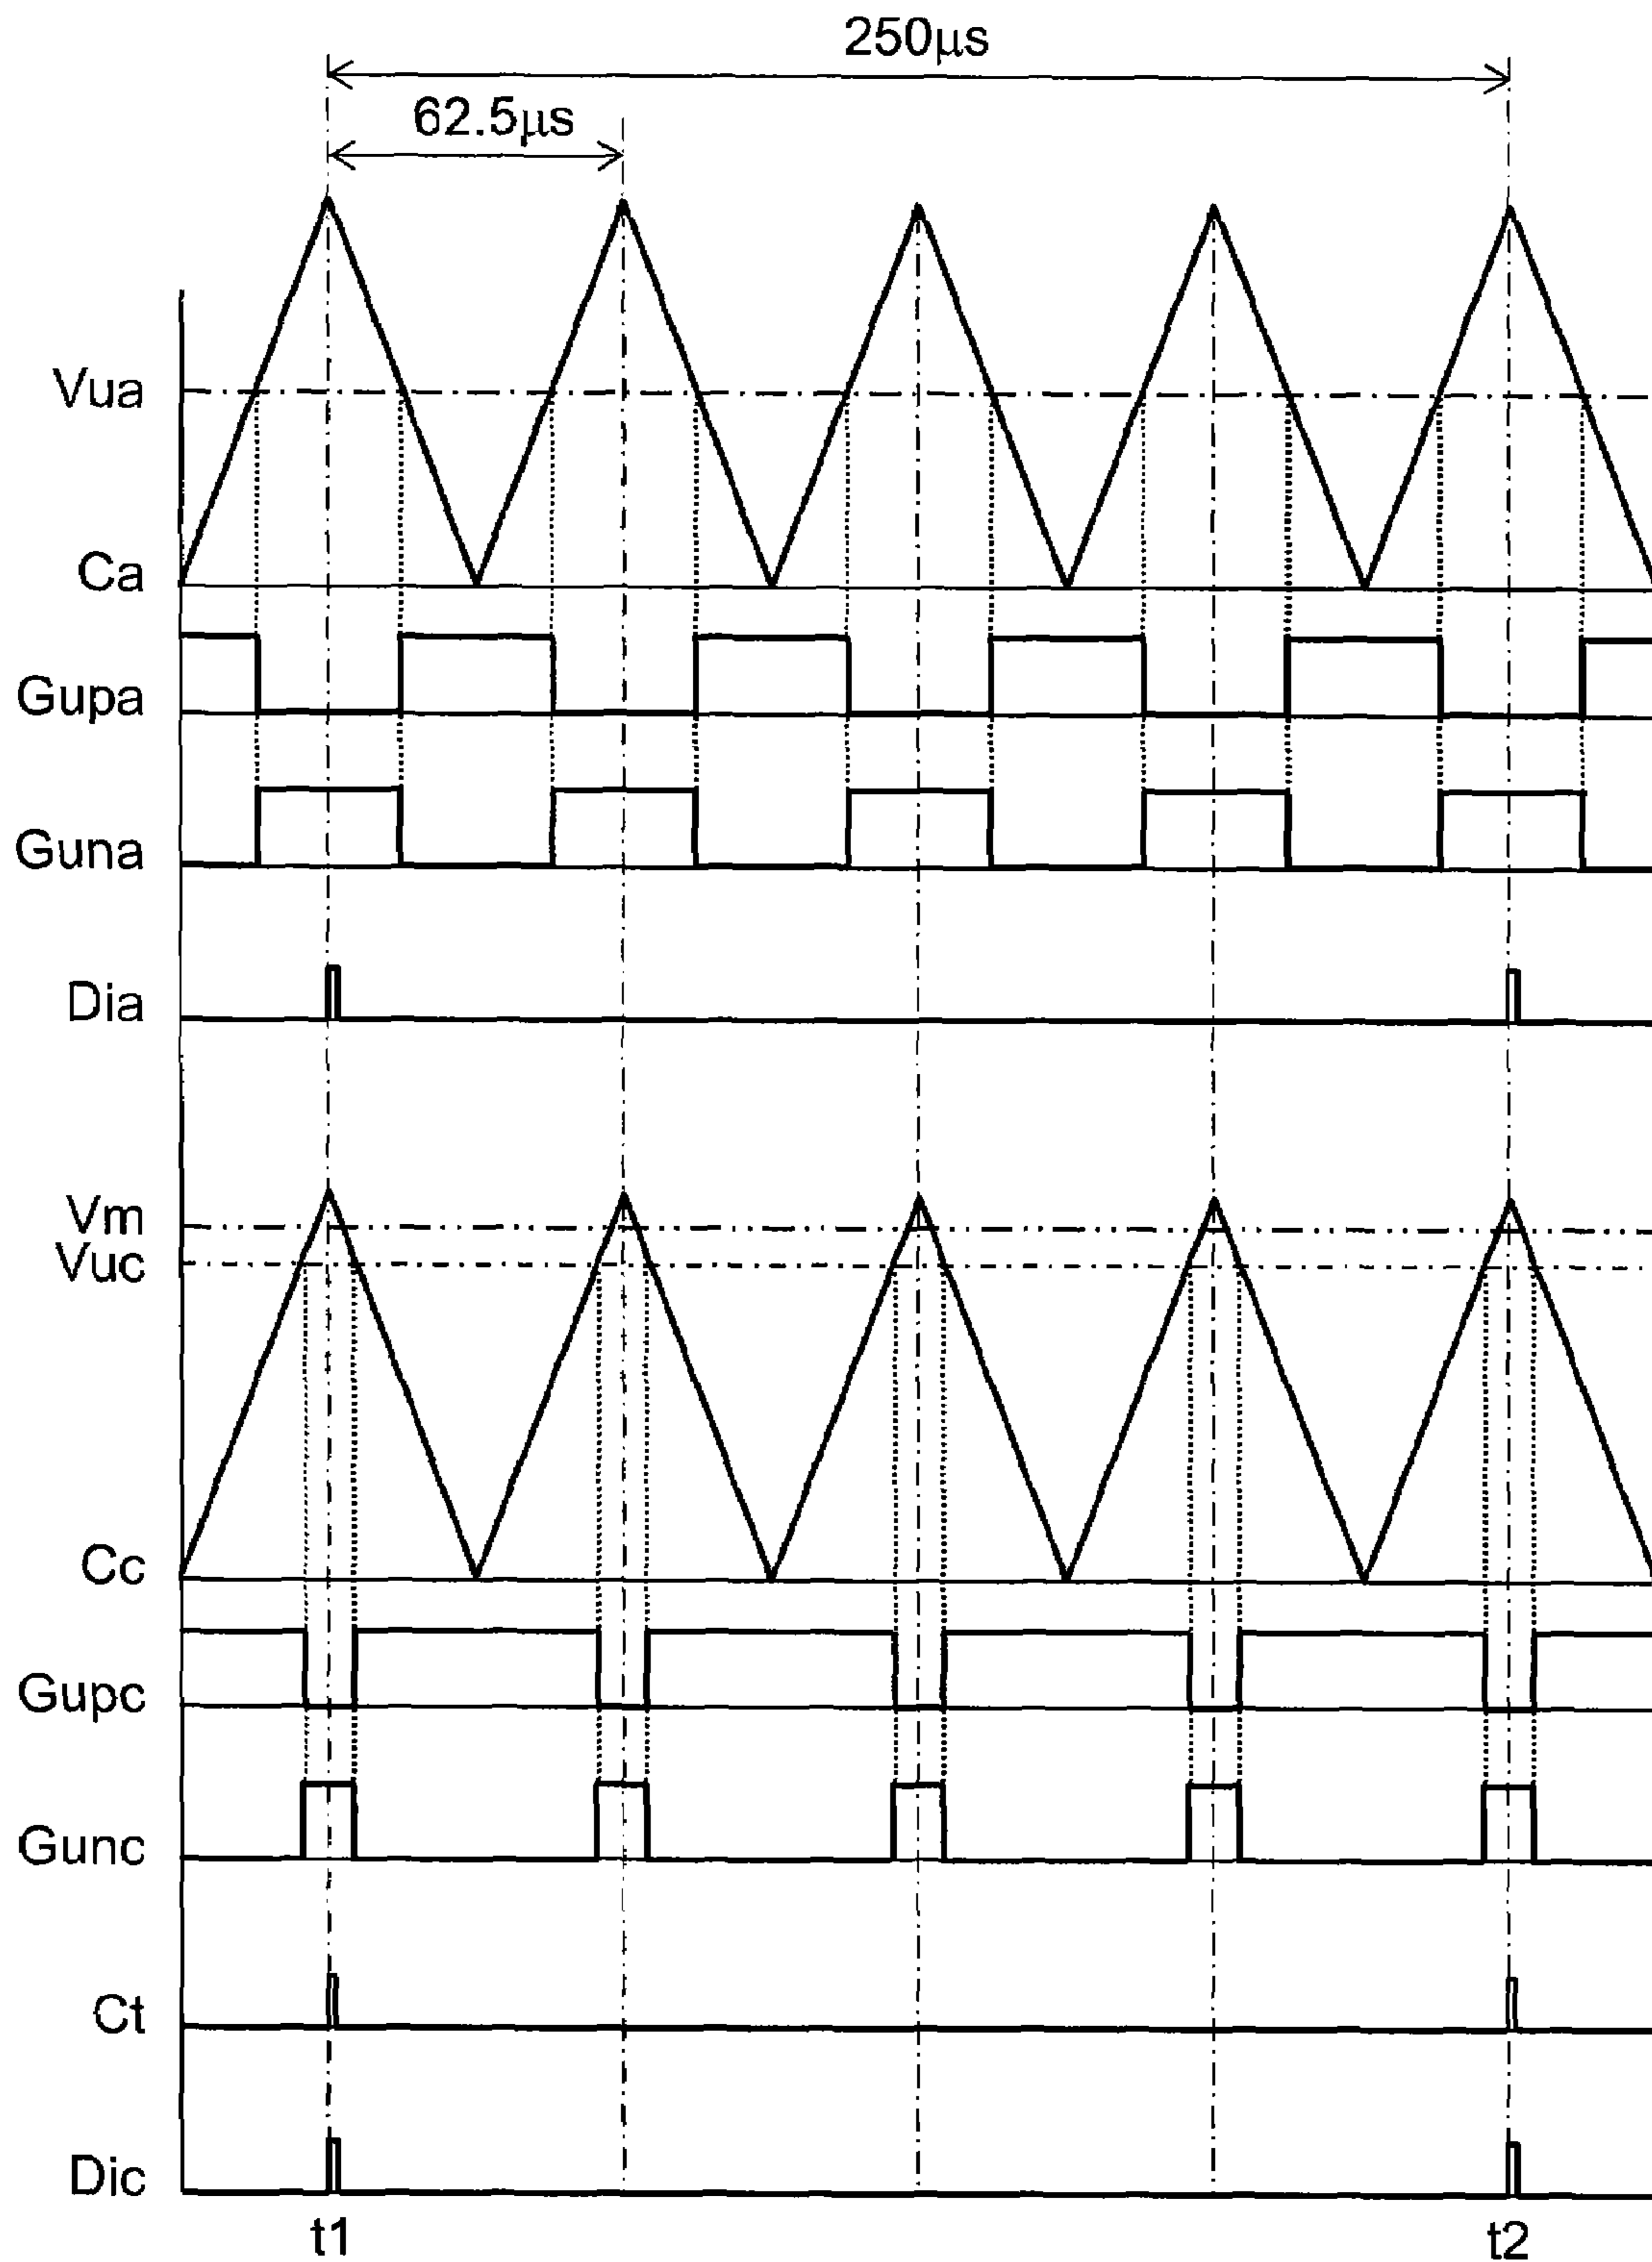 250μs
62.5μs
Vua
Ca
Gupa
Guna
Dia
Vm
Vuc
Cc
Gupc
Gunc
Ct
Dic
t1 t2